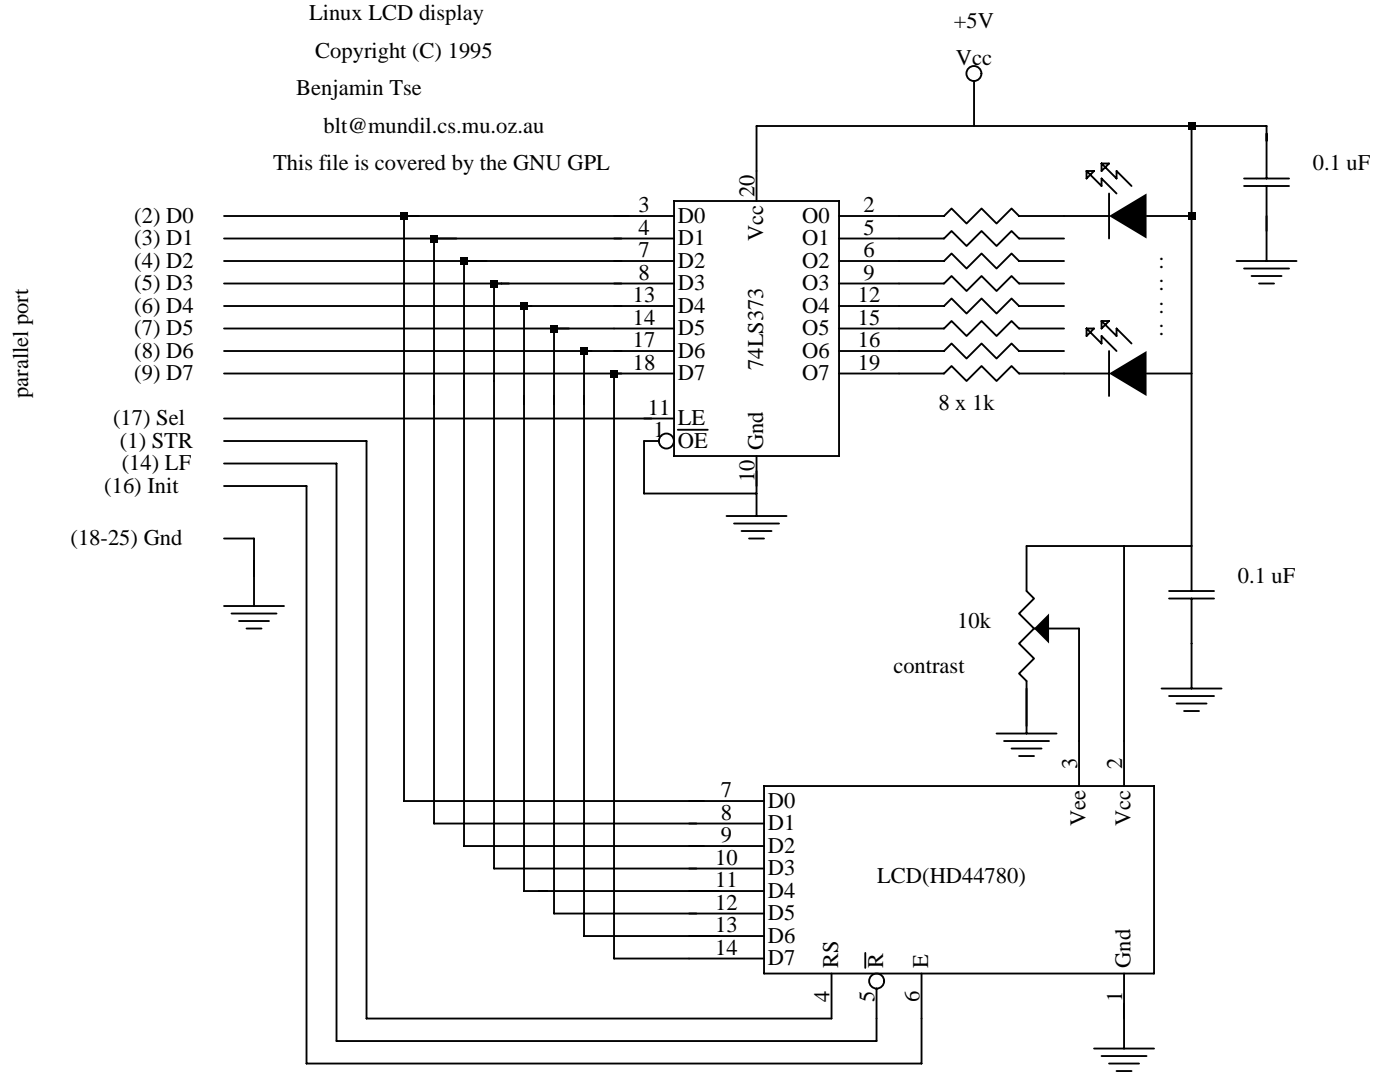 Linux LCD display
Copyright (C) 1995
Benjamin Tse
blt@mundil.cs.mu.oz.au
This file is covered by the GNU GPL
+5V
Vcc
0.1 uF
parallel port
(2) D0
(3) D1
(4) D2
(5) D3
(6) D4
(7) D5
(8) D6
(9) D7
(17) Sel
(1) STR
(14) LF
(16) Init
(18-25) Gnd
20
Vcc
3 D0 O0 2
4 D1 O1 5
7 D2 O2 6
8 D3 O3 9
13 D4 O4 12
14 D5 O5 15
17 D6 O6 16
18 D7 O7 19
74LS373
11 LE
1 OE
Gnd
10
8 x 1k
0.1 uF
10k
contrast
3 2
Vee Vcc
7 D0
8 D1
9 D2
10 D3
11 D4
12 D5
13 D6
14 D7
LCD(HD44780)
RS R E Gnd
4 5 6 1